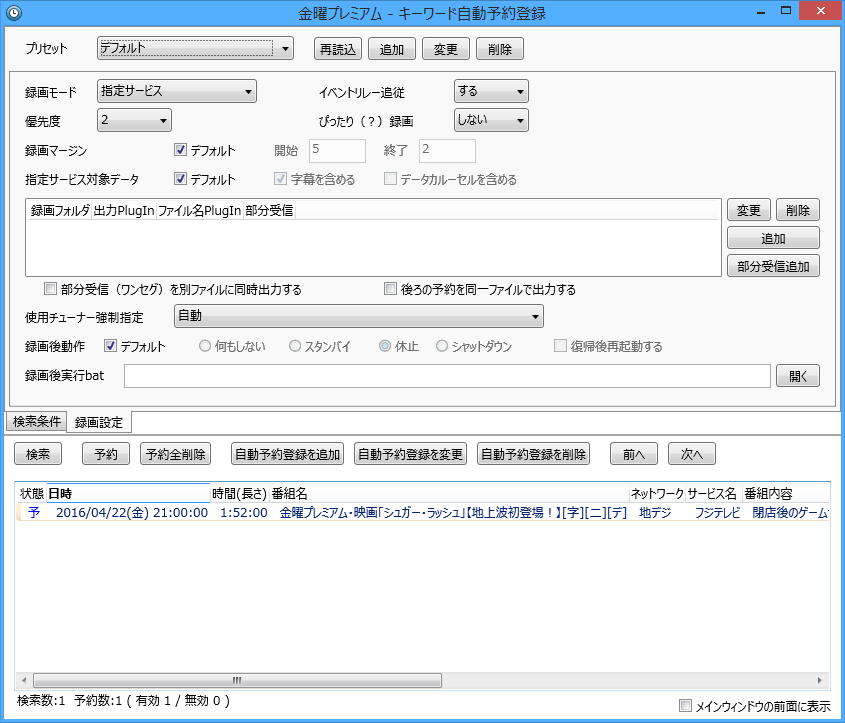 金曜プレミアム - キーワード自動予約登録
プリセット デフォルト 再読込 追加 変更 削除
録画モード 指定サービス イベントリレー追従 する
優先度 2 ぴったり（？）録画 しない
録画マージン デフォルト 開始 5 終了 2
指定サービス対象データ デフォルト 字幕を含める データカルーセルを含める
録画フォルダ 出力PlugIn ファイル名PlugIn 部分受信 変更 削除
追加
部分受信追加
部分受信（ワンセグ）を別ファイルに同時出力する 後ろの予約を同一ファイルで出力する
使用チューナー強制指定 自動
録画後動作 デフォルト 何もしない スタンバイ 休止 シャットダウン 復帰後再起動する
録画後実行bat 開く
検索条件 録画設定
検索 予約 予約全削除 自動予約登録を追加 自動予約登録を変更 自動予約登録を削除 前へ 次へ
状態 日時 時間(長さ) 番組名 ネットワーク サービス名 番組内容
予 2016/04/22(金) 21:00:00 1:52:00 金曜プレミアム・映画「シュガー・ラッシュ」【地上波初登場！】[字][二][デ] 地デジ フジテレビ 閉店後のゲーム
検索数:1 予約数:1 ( 有効 1 / 無効 0 )
メインウィンドウの前面に表示